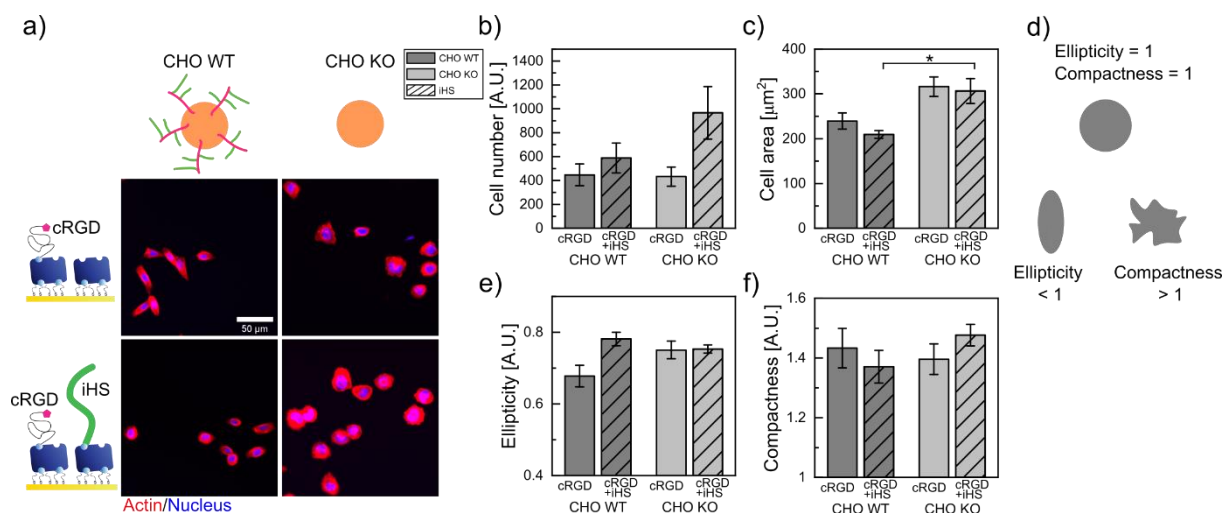 a)
CHO WT
CHO KO
cRGD
50 µm
cRGD
iHS
Actin/Nucleus
CHO WT
CHO KO
iHS
b)
Cell number [A.U.]
1400
1200
1000
800
600
400
200
0
cRGD
cRGD
+iHS
cRGD
cRGD
+iHS
CHO WT
CHO KO
c)
Cell area [µm²]
400
300
200
100
0
*
cRGD
cRGD
+iHS
cRGD
cRGD
+iHS
CHO WT
CHO KO
d)
Ellipticity = 1
Compactness = 1
Ellipticity
< 1
Compactness
> 1
e)
Ellipticity [A.U.]
0.8
0.6
0.4
cRGD
cRGD
+iHS
cRGD
cRGD
+iHS
CHO WT
CHO KO
f)
Compactness [A.U.]
1.6
1.4
1.2
1
cRGD
cRGD
+iHS
cRGD
cRGD
+iHS
CHO WT
CHO KO